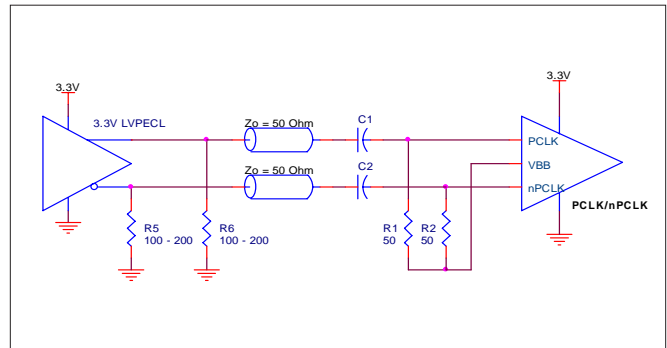 3.3V
3.3V
3.3V LVPECL
Zo = 50 Ohm
C1
PCLK
Zo = 50 Ohm
C2
VBB
nPCLK
PCLK/nPCLK
R5
100 - 200
R6
100 - 200
R1
50
R2
50